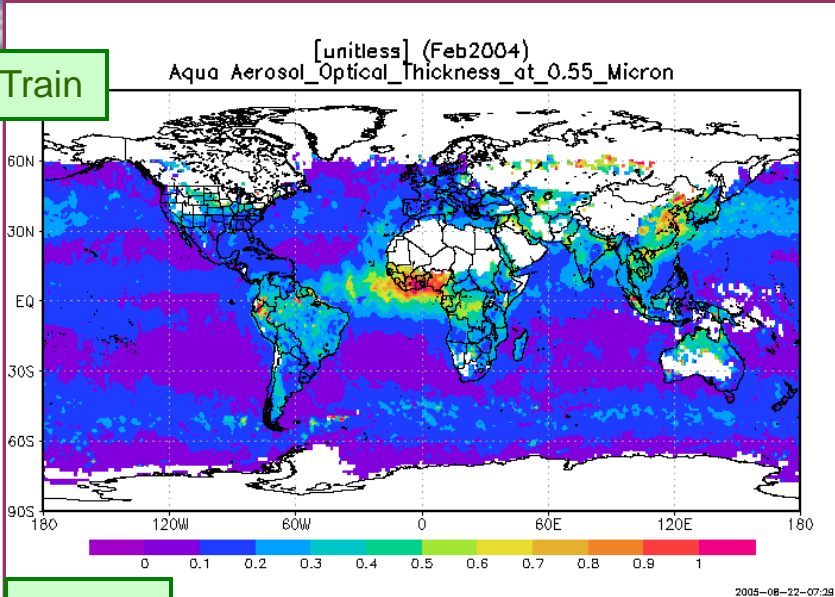 [unitless] (Feb2004)
Aqua Aerosol_Optical_Thickness_at_0.55_Micron
Train
60N
30N
EQ
30S
60S
90S
180 120W 60W 0 60E 120E 180
0 0.1 0.2 0.3 0.4 0.5 0.6 0.7 0.8 0.9 1
2005-08-22-07:29